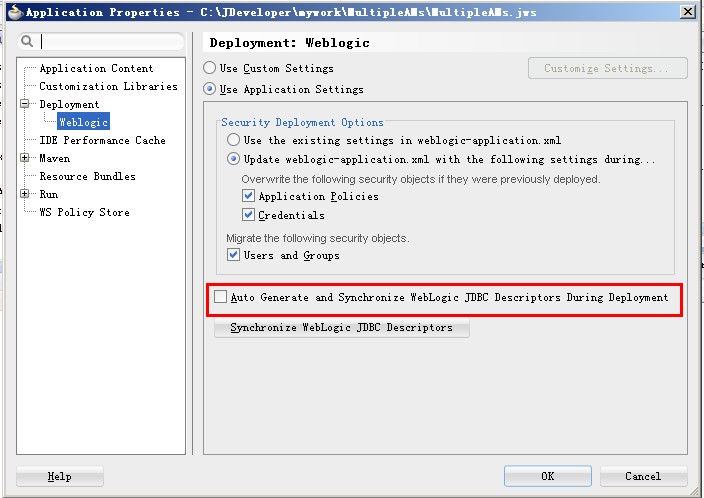 Application Properties - C:\JDeveloper\mywork\MultipleAMs\MultipleAMs.jws
Application Content
Customization Libraries
Deployment
Weblogic
IDE Performance Cache
Maven
Resource Bundles
Run
WS Policy Store
Deployment: Weblogic
Use Custom Settings
Customize Settings...
Use Application Settings
Security Deployment Options
Use the existing settings in weblogic-application.xml
Update weblogic-application.xml with the following settings during...
Overwrite the following security objects if they were previously deployed.
Application Policies
Credentials
Migrate the following security objects.
Users and Groups
Auto Generate and Synchronize WebLogic JDBC Descriptors During Deployment
Synchronize WebLogic JDBC Descriptors
Help
OK
Cancel